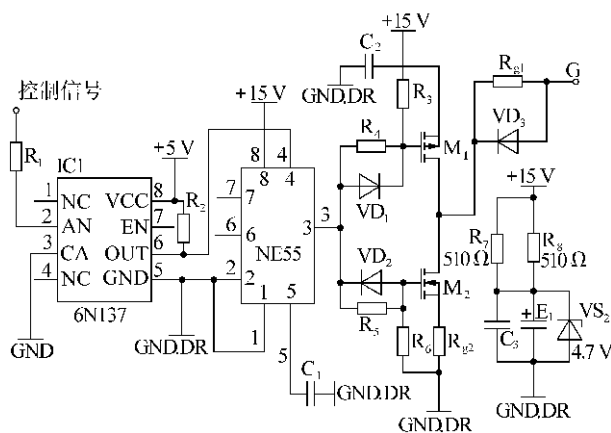 +15 V
C2
GND.DR
R3
控制信号
+15 V
Rg1
G
R1
IC1
+5 V
R4
M1
VD3
8
4
1
NC
VCC
8
R2
8
4
7
7
VD1
+15 V
2
AN
EN
7
3
3
6
6
NE55
3
CA
OUT
6
VD2
R7
510 Ω
R8
510 Ω
4
NC
GND
5
2
2
M2
1
5
R5
6N137
R6
Rg2
C3
+
E1
VS2
4.7 V
GND
GND.DR
1
5
C1
GND.DR
GND.DR
GND.DR